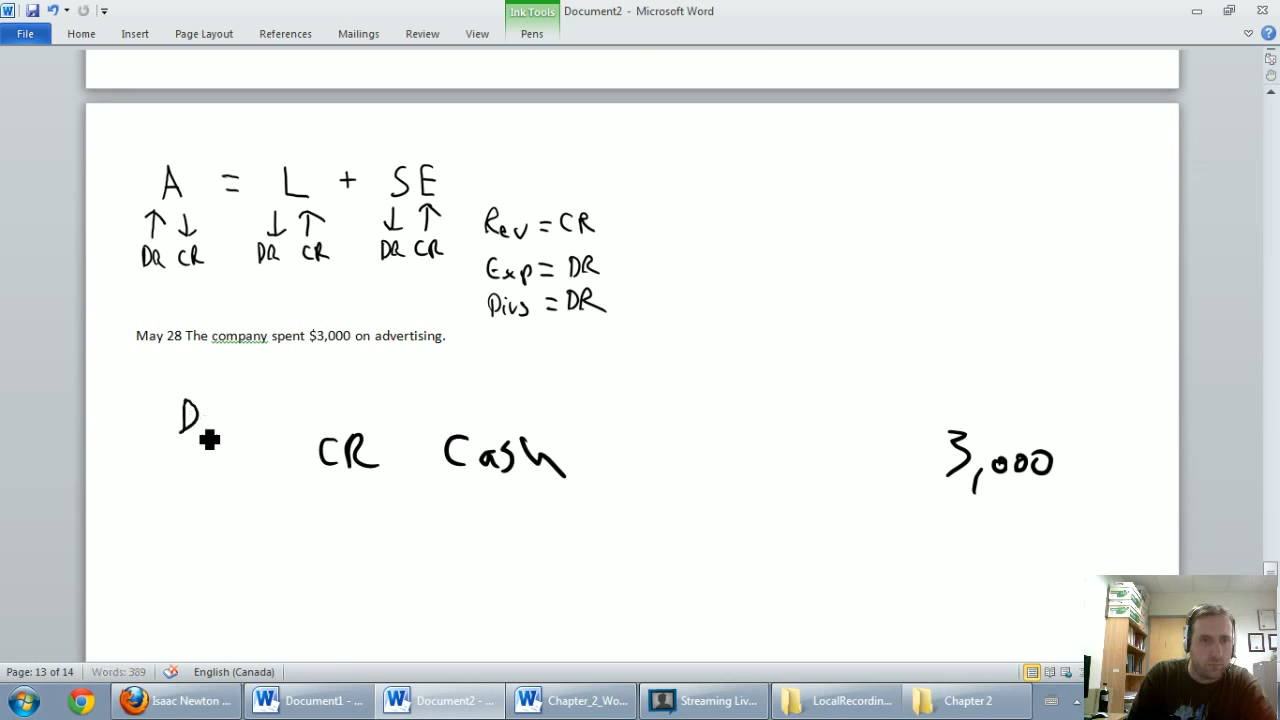 Ink Tools Document2 - Microsoft Word
File Home Insert Page Layout References Mailings Review View Pens
A = L + SE
DR CR DR CR DR CR
Rev = CR
Exp = DR
Divs = DR
May 28 The company spent $3,000 on advertising.
D
CR Cash 3,000
Page: 13 of 14 Words: 389 English (Canada)
Isaac Newton ... Document1 - ... Document2 - ... Chapter_2_Wo... Streaming Liv... LocalRecordin... Chapter 2